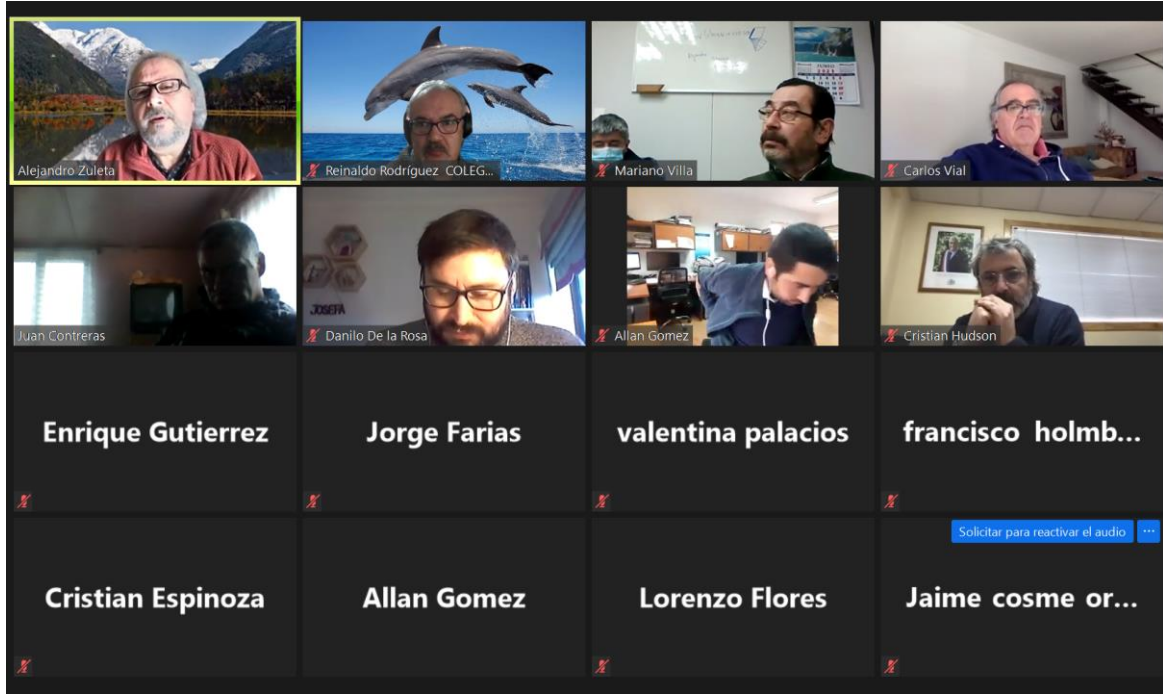 Alejandro Zuleta
Reinaldo Rodríguez COLEG...
Mariano Villa
Carlos Vial
JOSEFA
Juan Contreras
Danilo De la Rosa
Allan Gomez
Cristian Hudson
Enrique Gutierrez
Jorge Farias
valentina palacios
francisco holmb...
Solicitar para reactivar el audio
Cristian Espinoza
Allan Gomez
Lorenzo Flores
Jaime cosme or...